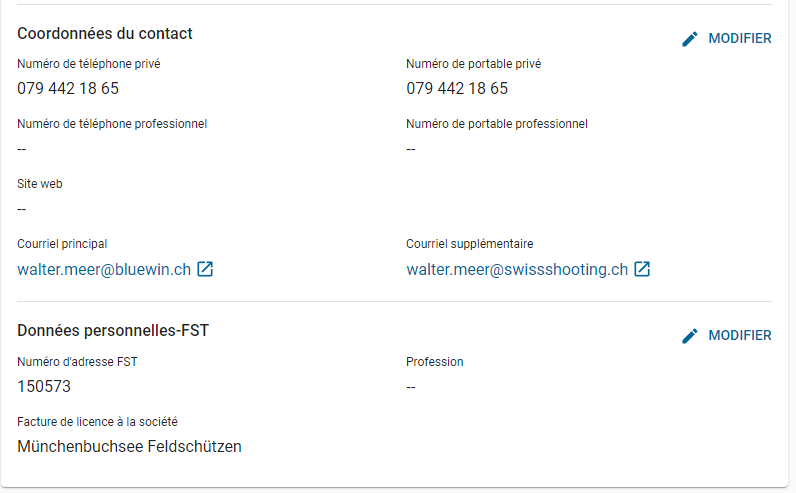 Coordonnées du contact
MODIFIER
Numéro de téléphone privé
Numéro de portable privé
079 442 18 65
079 442 18 65
Numéro de téléphone professionnel
Numéro de portable professionnel
--
--
Site web
--
Courriel principal
Courriel supplémentaire
walter.meer@bluewin.ch
walter.meer@swissshooting.ch
Données personnelles-FST
MODIFIER
Numéro d'adresse FST
Profession
150573
--
Facture de licence à la société
Münchenbuchsee Feldschützen